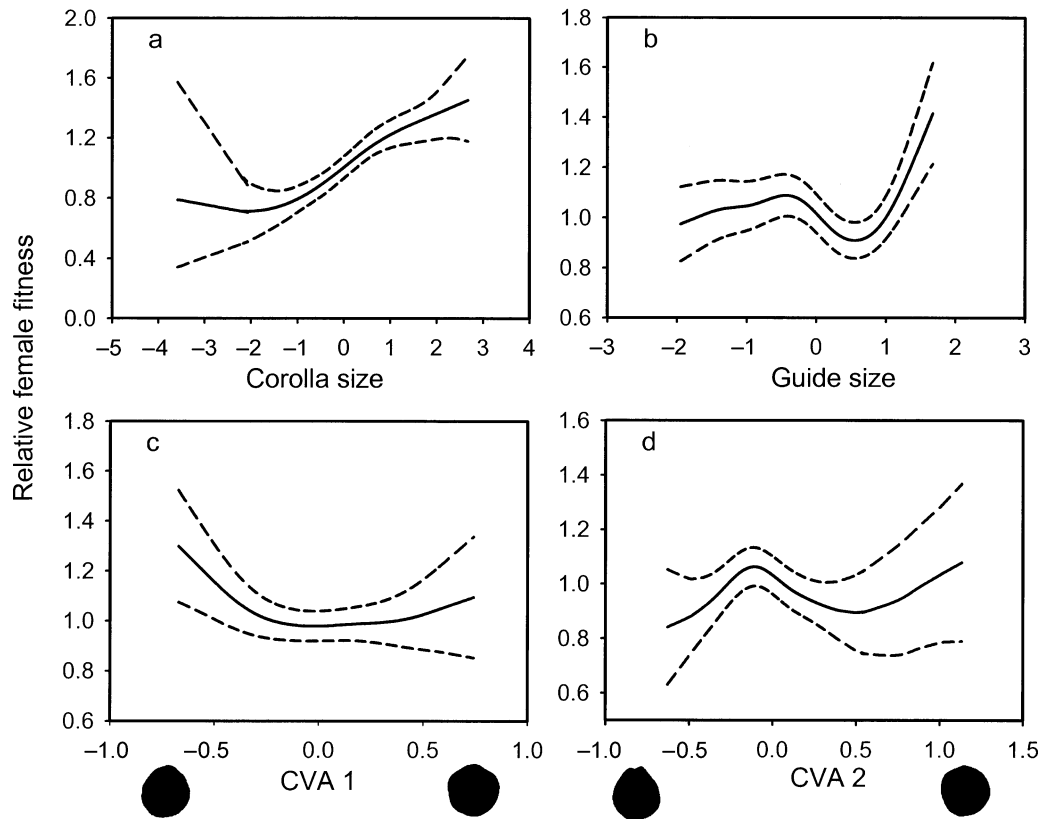 a
2.0
1.6
1.2
0.8
0.4
0.0
–5 –4 –3 –2 –1 0 1 2 3 4
Corolla size
b
1.8
1.6
1.4
1.2
1.0
0.8
0.6
–3 –2 –1 0 1 2 3
Guide size
Relative female fitness
c
1.8
1.6
1.4
1.2
1.0
0.8
0.6
–1.0 –0.5 0.0 0.5 1.0
CVA 1
d
1.6
1.4
1.2
1.0
0.8
0.6
–1.0 –0.5 0.0 0.5 1.0 1.5
CVA 2